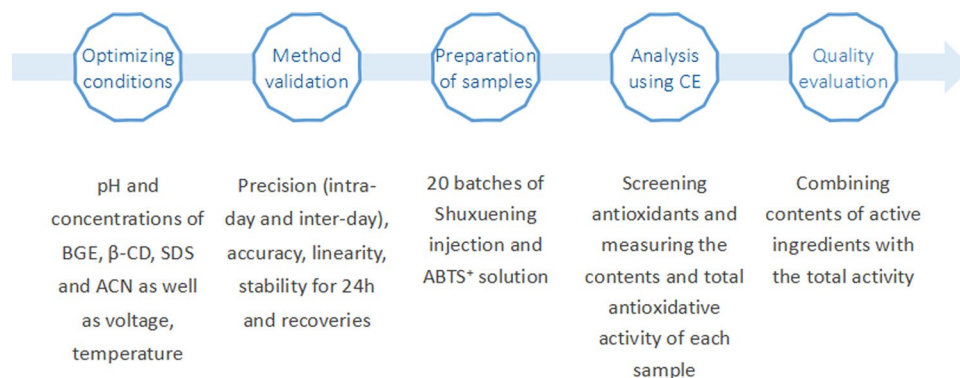 Optimizing
conditions
Method
validation
Preparation
of samples
Analysis
using CE
Quality
evaluation
pH and
concentrations of
BGE, β-CD, SDS
and ACN as well
as voltage,
temperature
Precision (intra-
day and inter-day),
accuracy, linearity,
stability for 24h
and recoveries
20 batches of
Shuxuening
injection and
ABTS⁺ solution
Screening
antioxidants and
measuring the
contents and total
antioxidative
activity of each
sample
Combining
contents of active
ingredients with
the total activity